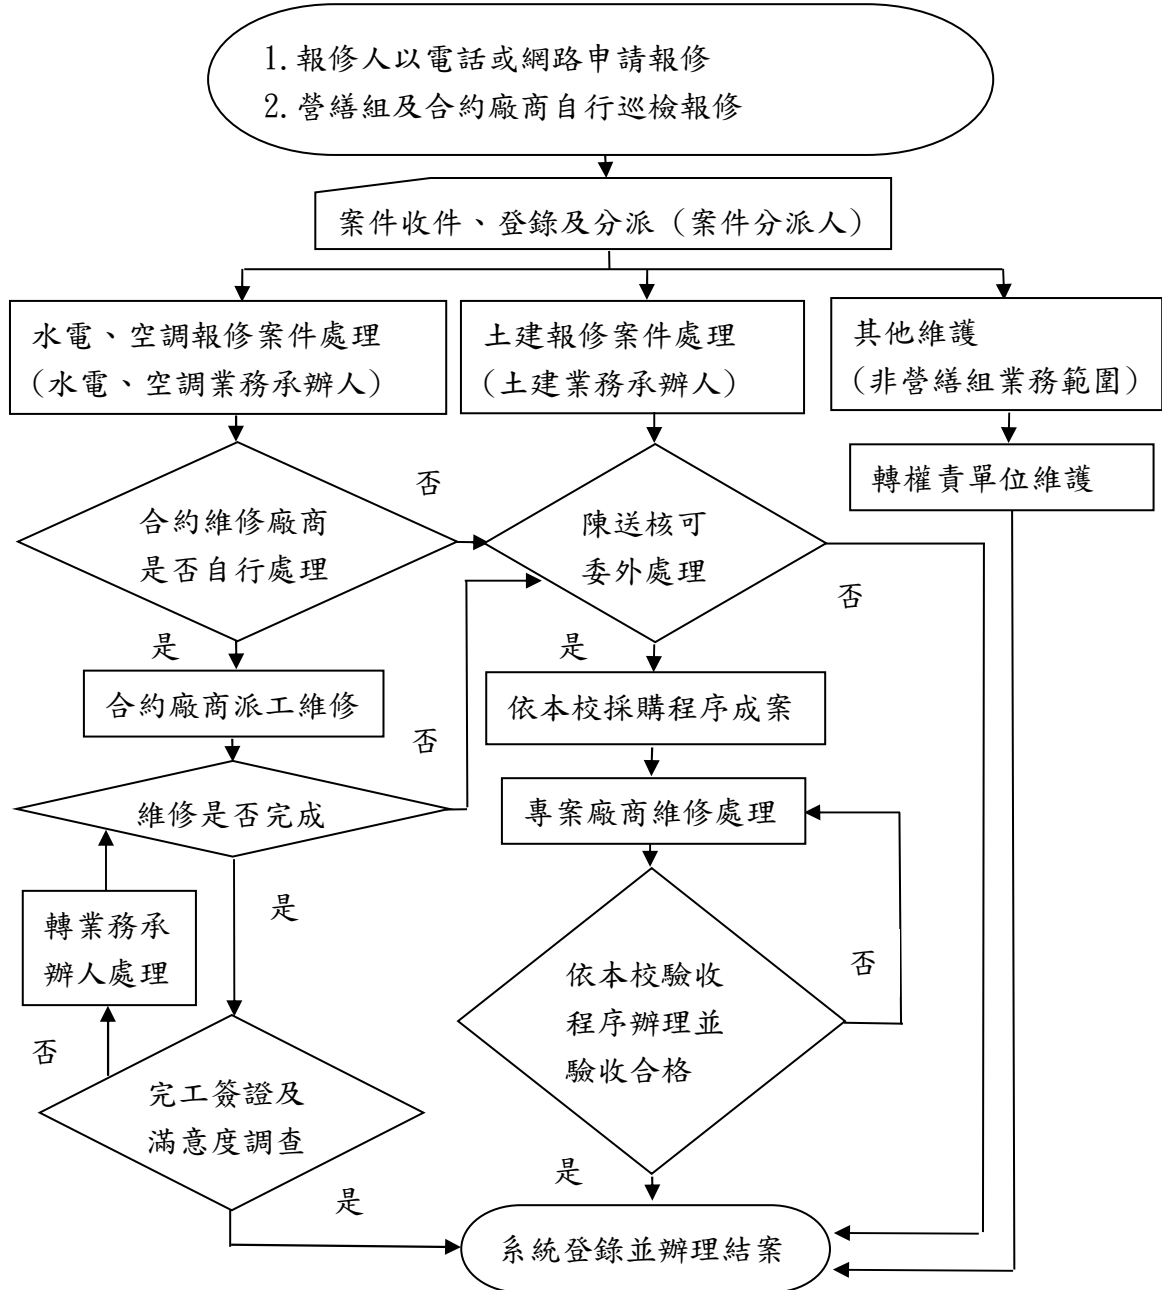 1.報修人以電話或網路申請報修
2.營繕組及合約廠商自行巡檢報修
案件收件、登錄及分派（案件分派人）
水電、空調報修案件處理
(水電、空調業務承辦人)
土建報修案件處理
(土建業務承辦人)
其他維護
(非營繕組業務範圍)
轉權責單位維護
合約維修廠商
是否自行處理
否
是
陳送核可
委外處理
否
是
合約廠商派工維修
依本校採購程序成案
否
維修是否完成
專案廠商維修處理
是
轉業務承
辦人處理
否
依本校驗收
程序辦理並
驗收合格
否
是
完工簽證及
滿意度調查
是
系統登錄並辦理結案